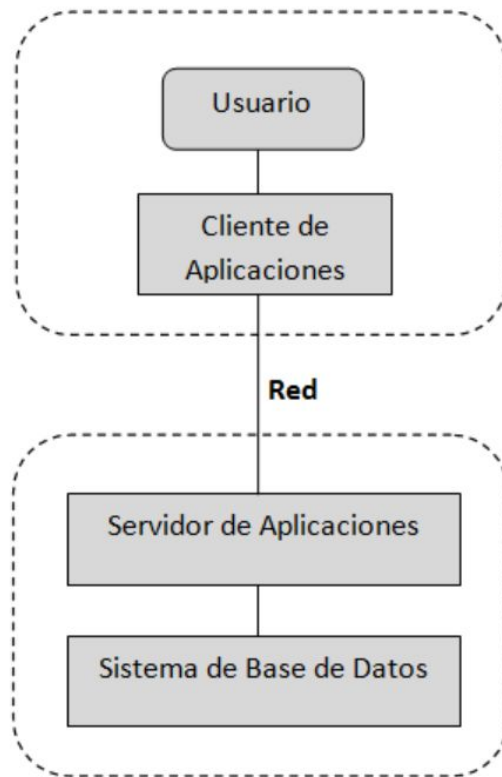 Usuario
Cliente de
Aplicaciones
Red
Servidor de Aplicaciones
Sistema de Base de Datos